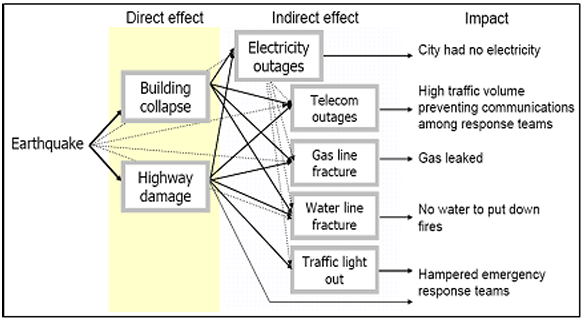 Direct effect
Indirect effect
Impact
Earthquake
Building
collapse
Highway
damage
Electricity
outages
Telecom
outages
Gas line
fracture
Water line
fracture
Traffic light
out
City had no electricity
High traffic volume
preventing communications
among response teams
Gas leaked
No water to put down
fires
Hampered emergency
response teams